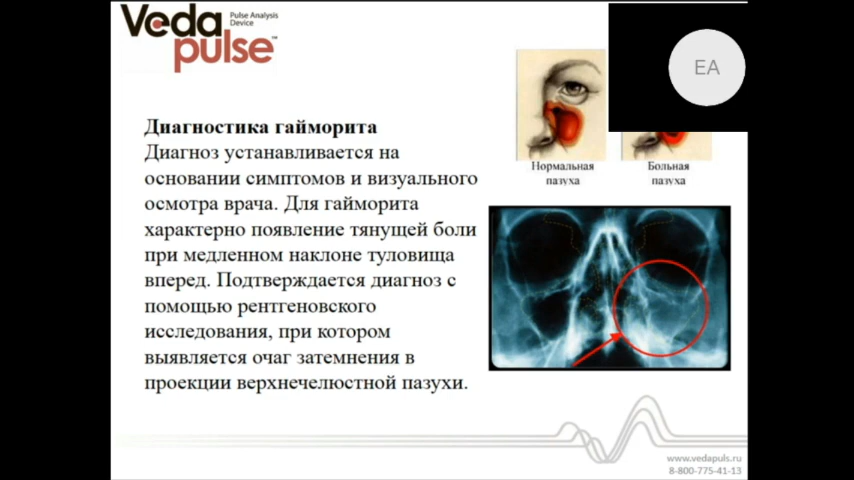 Veda
Pulse Analysis
Device
pulse™
EA
Диагностика гайморита
Диагноз устанавливается на
основании симптомов и визуального
осмотра врача. Для гайморита
характерно появление тянущей боли
при медленном наклоне туловища
вперед. Подтверждается диагноз с
помощью рентгеновского
исследования, при котором
выявляется очаг затемнения в
проекции верхнечелюстной пазухи.
Нормальная
пазуха
Больная
пазуха
www.vedapuls.ru
8-800-775-41-13